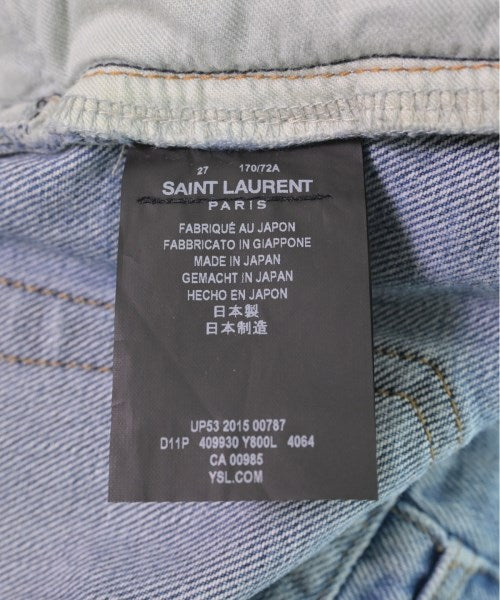 27 170/72A
SAINT LAURENT
PARIS
FABRIQUÉ AU JAPON
FABBRICATO IN GIAPPONE
MADE IN JAPAN
GEMACHT IN JAPAN
HECHO EN JAPON
日本製
日本制造
UP53 2015 00787
D11P 409930 Y800L 4064
CA 00985
YSL.COM